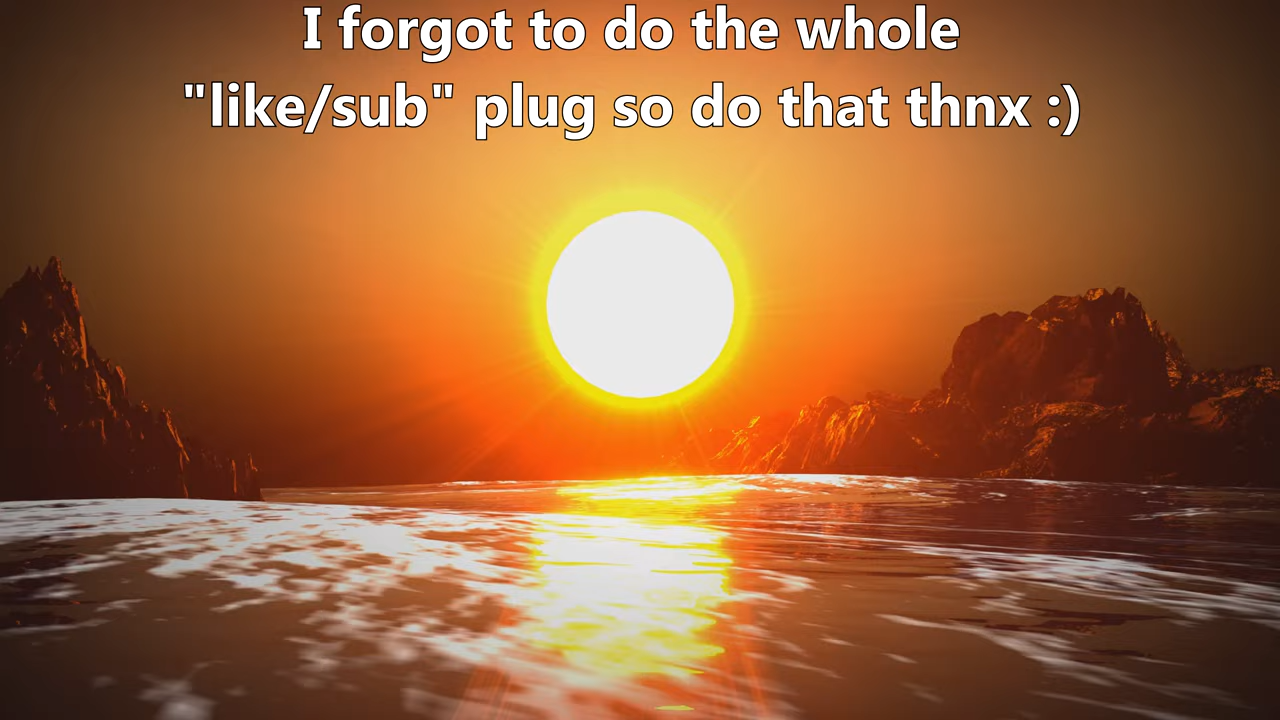 I forgot to do the whole
"like/sub" plug so do that thnx :)